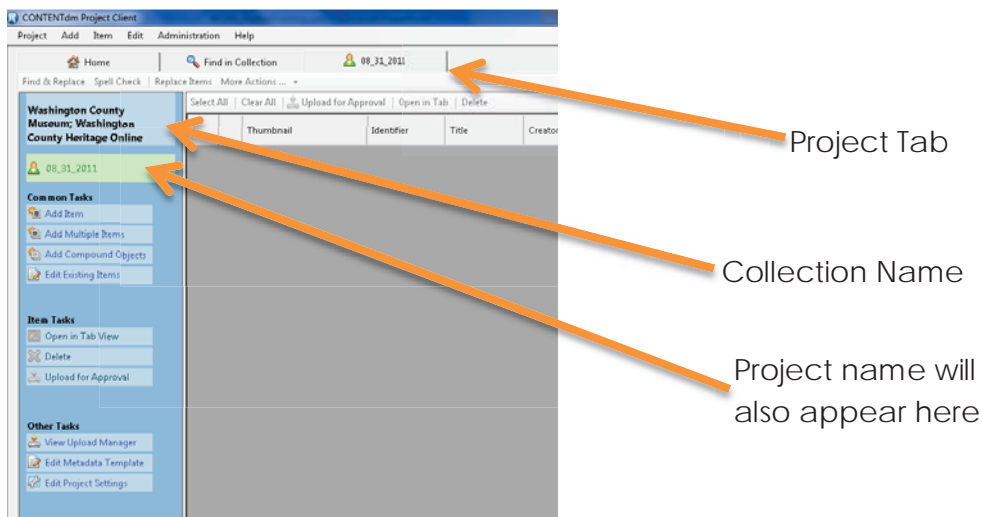 CONTENTdm Project Client
Project Add Item Edit Administration Help
Home Find in Collection 08_31_2011
Find & Replace Spell Check Replace Items More Actions ...
Select All Clear All Upload for Approval Open in Tab Delete
Washington County
Museum; Washington
County Heritage Online
Thumbnail Identifier Title Creator
08_31_2011
Common Tasks
Add Item
Add Multiple Items
Add Compound Objects
Edit Existing Items
Item Tasks
Open in Tab View
Delete
Upload for Approval
Other Tasks
View Upload Manager
Edit Metadata Template
Edit Project Settings
Project Tab
Collection Name
Project name will
also appear here